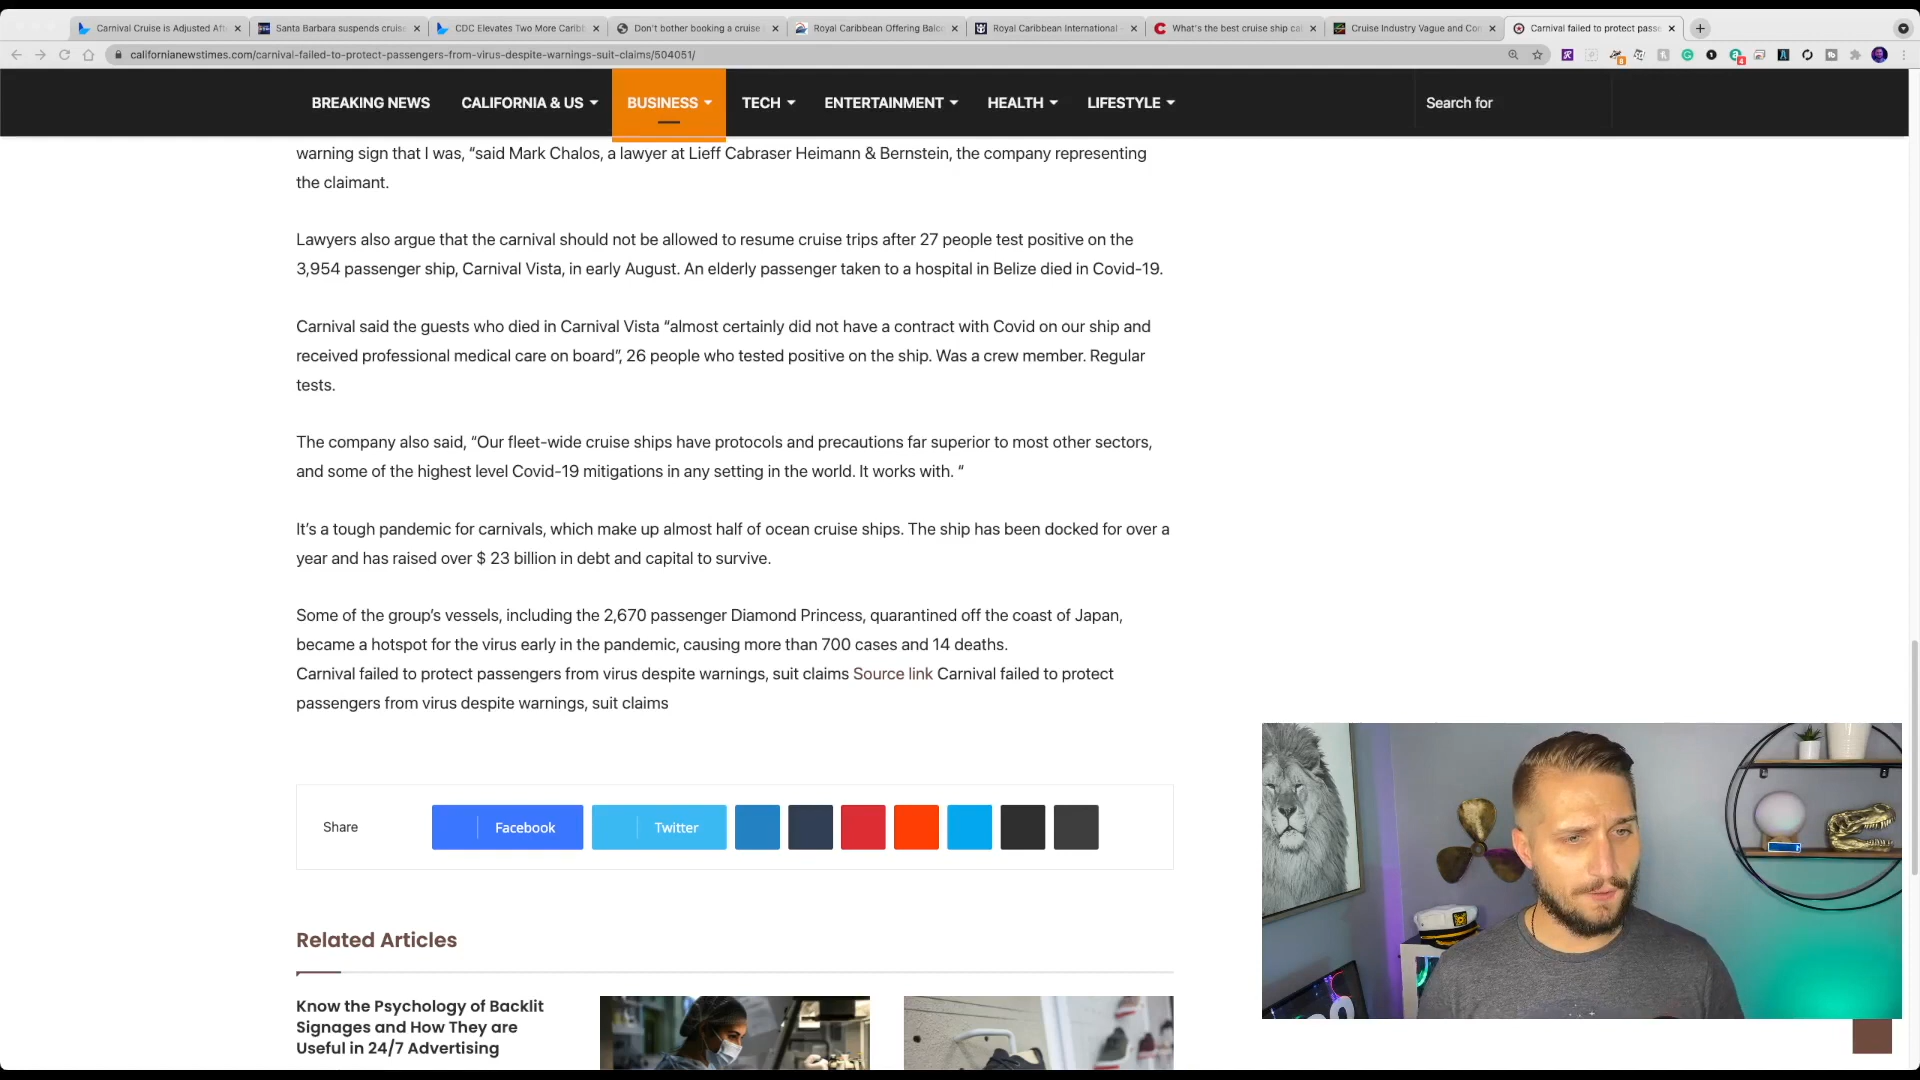 Carnival Cruise is Adjusted Aft
Santa Barbara suspends cruise
CDC Elevates Two More Caribb
Don't bother booking a cruise
Royal Caribbean Offering Balco
Royal Caribbean International -
What's the best cruise ship cal
Cruise Industry Vague and Con
Carnival failed to protect passe
californianewstimes.com/carnival-failed-to-protect-passengers-from-virus-despite-warnings-suit-claims/504051/
BREAKING NEWS
CALIFORNIA & US
BUSINESS
TECH
ENTERTAINMENT
HEALTH
LIFESTYLE
Search for
warning sign that I was, “said Mark Chalos, a lawyer at Lieff Cabraser Heimann & Bernstein, the company representing
the claimant.
Lawyers also argue that the carnival should not be allowed to resume cruise trips after 27 people test positive on the
3,954 passenger ship, Carnival Vista, in early August. An elderly passenger taken to a hospital in Belize died in Covid-19.
Carnival said the guests who died in Carnival Vista “almost certainly did not have a contract with Covid on our ship and
received professional medical care on board”, 26 people who tested positive on the ship. Was a crew member. Regular
tests.
The company also said, “Our fleet-wide cruise ships have protocols and precautions far superior to most other sectors,
and some of the highest level Covid-19 mitigations in any setting in the world. It works with. “
It’s a tough pandemic for carnivals, which make up almost half of ocean cruise ships. The ship has been docked for over a
year and has raised over $ 23 billion in debt and capital to survive.
Some of the group’s vessels, including the 2,670 passenger Diamond Princess, quarantined off the coast of Japan,
became a hotspot for the virus early in the pandemic, causing more than 700 cases and 14 deaths.
Carnival failed to protect passengers from virus despite warnings, suit claims Source link Carnival failed to protect
passengers from virus despite warnings, suit claims
Share
Facebook
Twitter
Related Articles
Know the Psychology of Backlit
Signages and How They are
Useful in 24/7 Advertising